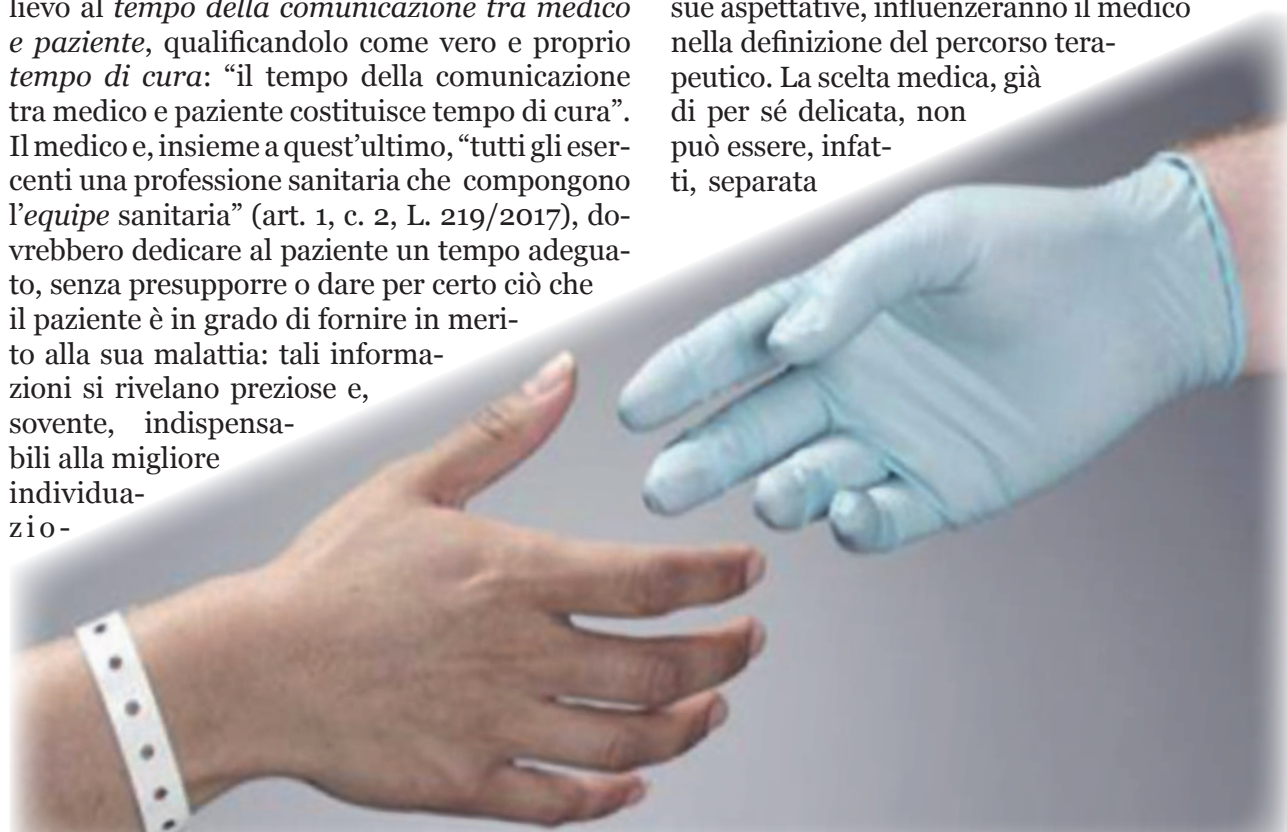 lievo al tempo della comunicazione tra medico
e paziente, qualificandolo come vero e proprio
tempo di cura: “il tempo della comunicazione
tra medico e paziente costituisce tempo di cura”.
Il medico e, insieme a quest’ultimo, “tutti gli eser-
centi una professione sanitaria che compongono
l’equipe sanitaria” (art. 1, c. 2, L. 219/2017), do-
vrebbero dedicare al paziente un tempo adegua-
to, senza presupporre o dare per certo ciò che
il paziente è in grado di fornire in meri-
to alla sua malattia: tali informa-
zioni si rivelano preziose e,
sovente, indispensa-
bili alla migliore
individua-
zio-
sue aspettative, influenzeranno il medico
nella definizione del percorso tera-
peutico. La scelta medica, già
di per sé delicata, non
può essere, infat-
ti, separata